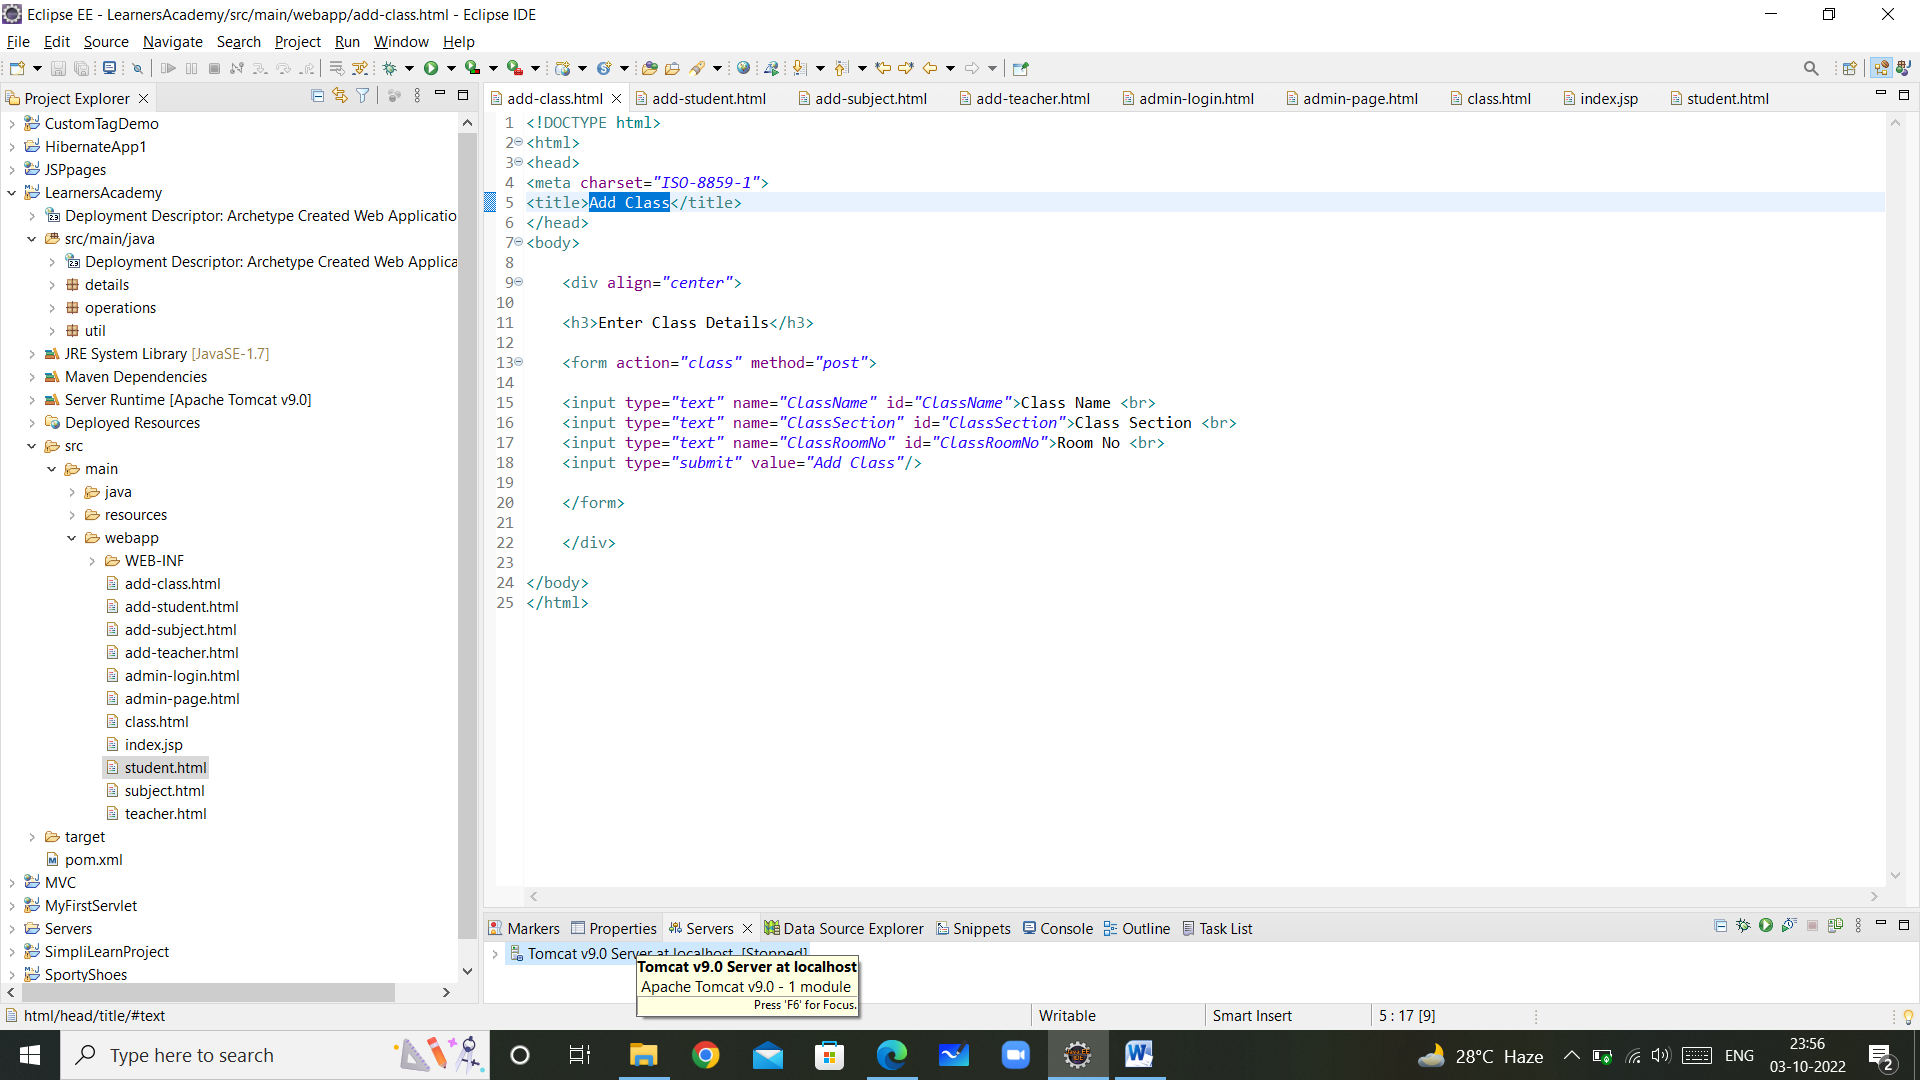 Eclipse EE - LearnersAcademy/src/main/webapp/add-class.html - Eclipse IDE
File Edit Source Navigate Search Project Run Window Help
Project Explorer
CustomTagDemo
HibernateApp1
JSPpages
LearnersAcademy
Deployment Descriptor: Archetype Created Web Applicatio
src/main/java
Deployment Descriptor: Archetype Created Web Applica
details
operations
util
JRE System Library [JavaSE-1.7]
Maven Dependencies
Server Runtime [Apache Tomcat v9.0]
Deployed Resources
src
main
java
resources
webapp
WEB-INF
add-class.html
add-student.html
add-subject.html
add-teacher.html
admin-login.html
admin-page.html
class.html
index.jsp
student.html
subject.html
teacher.html
target
pom.xml
MVC
MyFirstServlet
Servers
SimpliLearnProject
SportyShoes
add-class.html add-student.html add-subject.html add-teacher.html admin-login.html admin-page.html class.html index.jsp student.html
1 <!DOCTYPE html>
2 <html>
3 <head>
4 <meta charset="ISO-8859-1">
5 <title>Add Class</title>
6 </head>
7 <body>
8
9 <div align="center">
10
11 <h3>Enter Class Details</h3>
12
13 <form action="class" method="post">
14
15 <input type="text" name="ClassName" id="ClassName">Class Name <br>
16 <input type="text" name="ClassSection" id="ClassSection">Class Section <br>
17 <input type="text" name="ClassRoomNo" id="ClassRoomNo">Room No <br>
18 <input type="submit" value="Add Class"/>
19
20 </form>
21
22 </div>
23
24 </body>
25 </html>
Markers Properties Servers Data Source Explorer Snippets Console Outline Task List
Tomcat v9.0 Server at localhost [Stopped]
Tomcat v9.0 Server at localhost
Apache Tomcat v9.0 - 1 module
Press 'F6' for Focus.
html/head/title/#text Writable Smart Insert 5 : 17 [9]
Type here to search 28°C Haze ENG 23:56
03-10-2022 2